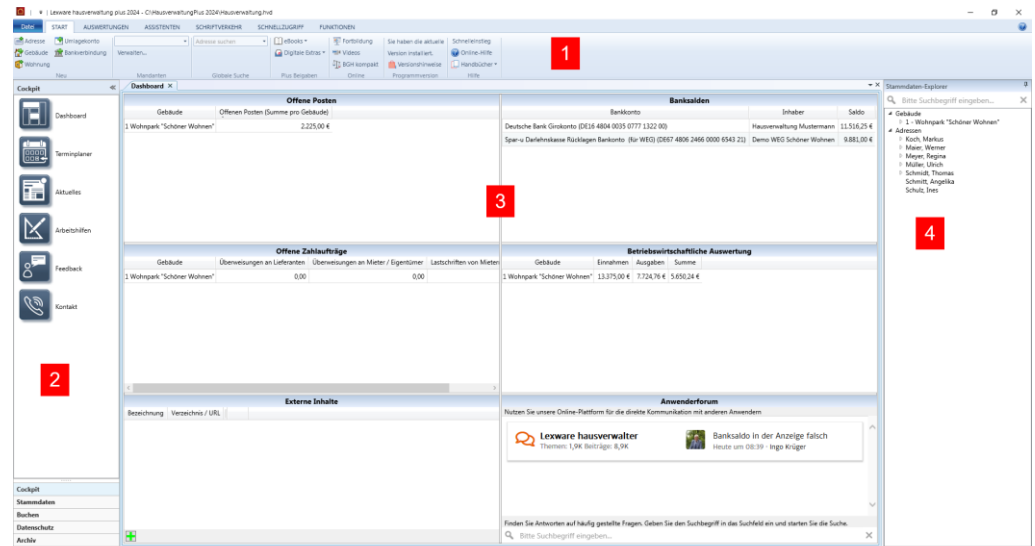 Lexware hausverwaltung plus 2024 - C:\HausverwaltungPlus 2024\Hausverwaltung.hvd
Datei START AUSWERTUNGEN ASSISTENTEN SCHRIFTVERKEHR SCHNELLZUGRIFF FUNKTIONEN
Adresse Umlagekonto Adresse suchen eBooks Fortbildung Sie haben die aktuelle Schnelleinstieg
Gebäude Bankverbindung Verwalten... Digitale Extras Videos Version installiert. Online-Hilfe
Wohnung BGH kompakt Versionshinweise Handbücher
Neu Mandanten Globale Suche Plus Beigaben Online Programmversion Hilfe
1
Cockpit
Dashboard
Terminplaner
Aktuelles
Arbeitshilfen
Feedback
Kontakt
2
Cockpit
Stammdaten
Buchen
Datenschutz
Archiv
Dashboard X
Offene Posten
Gebäude Offenen Posten (Summe pro Gebäude)
1 Wohnpark "Schöner Wohnen" 2.225,00 €
Banksalden
Bankkonto Inhaber Saldo
Deutsche Bank Girokonto (DE16 4804 0035 0777 1322 00) Hausverwaltung Mustermann 11.516,25 €
Spar-u Darlehnskasse Rücklagen Bankonto (für WEG) (DE67 4806 2466 0000 6543 21) Demo WEG Schöner Wohnen 9.881,00 €
3
Offene Zahlaufträge
Gebäude Überweisungen an Lieferanten Überweisungen an Mieter / Eigentümer Lastschriften von Mieten
1 Wohnpark "Schöner Wohnen" 0,00 0,00
Betriebswirtschaftliche Auswertung
Gebäude Einnahmen Ausgaben Summe
1 Wohnpark "Schöner Wohnen" 13.375,00 € 7.724,76 € 5.650,24 €
Externe Inhalte
Bezeichnung Verzeichnis / URL
Anwenderforum
Nutzen Sie unsere Online-Plattform für die direkte Kommunikation mit anderen Anwendern
Lexware hausverwalter
Themen: 1,9K Beiträge: 8,9K
Banksaldo in der Anzeige falsch
Heute um 08:39 · Ingo Krüger
Finden Sie Antworten auf häufig gestellte Fragen. Geben Sie den Suchbegriff in das Suchfeld ein und starten Sie die Suche.
Bitte Suchbegriff eingeben...
Stammdaten-Explorer
Bitte Suchbegriff eingeben...
Gebäude
1 - Wohnpark "Schöner Wohnen"
Adressen
Koch, Markus
Maier, Werner
Meyer, Regina
Müller, Ulrich
Schmidt, Thomas
Schmitt, Angelika
Schulz, Ines
4